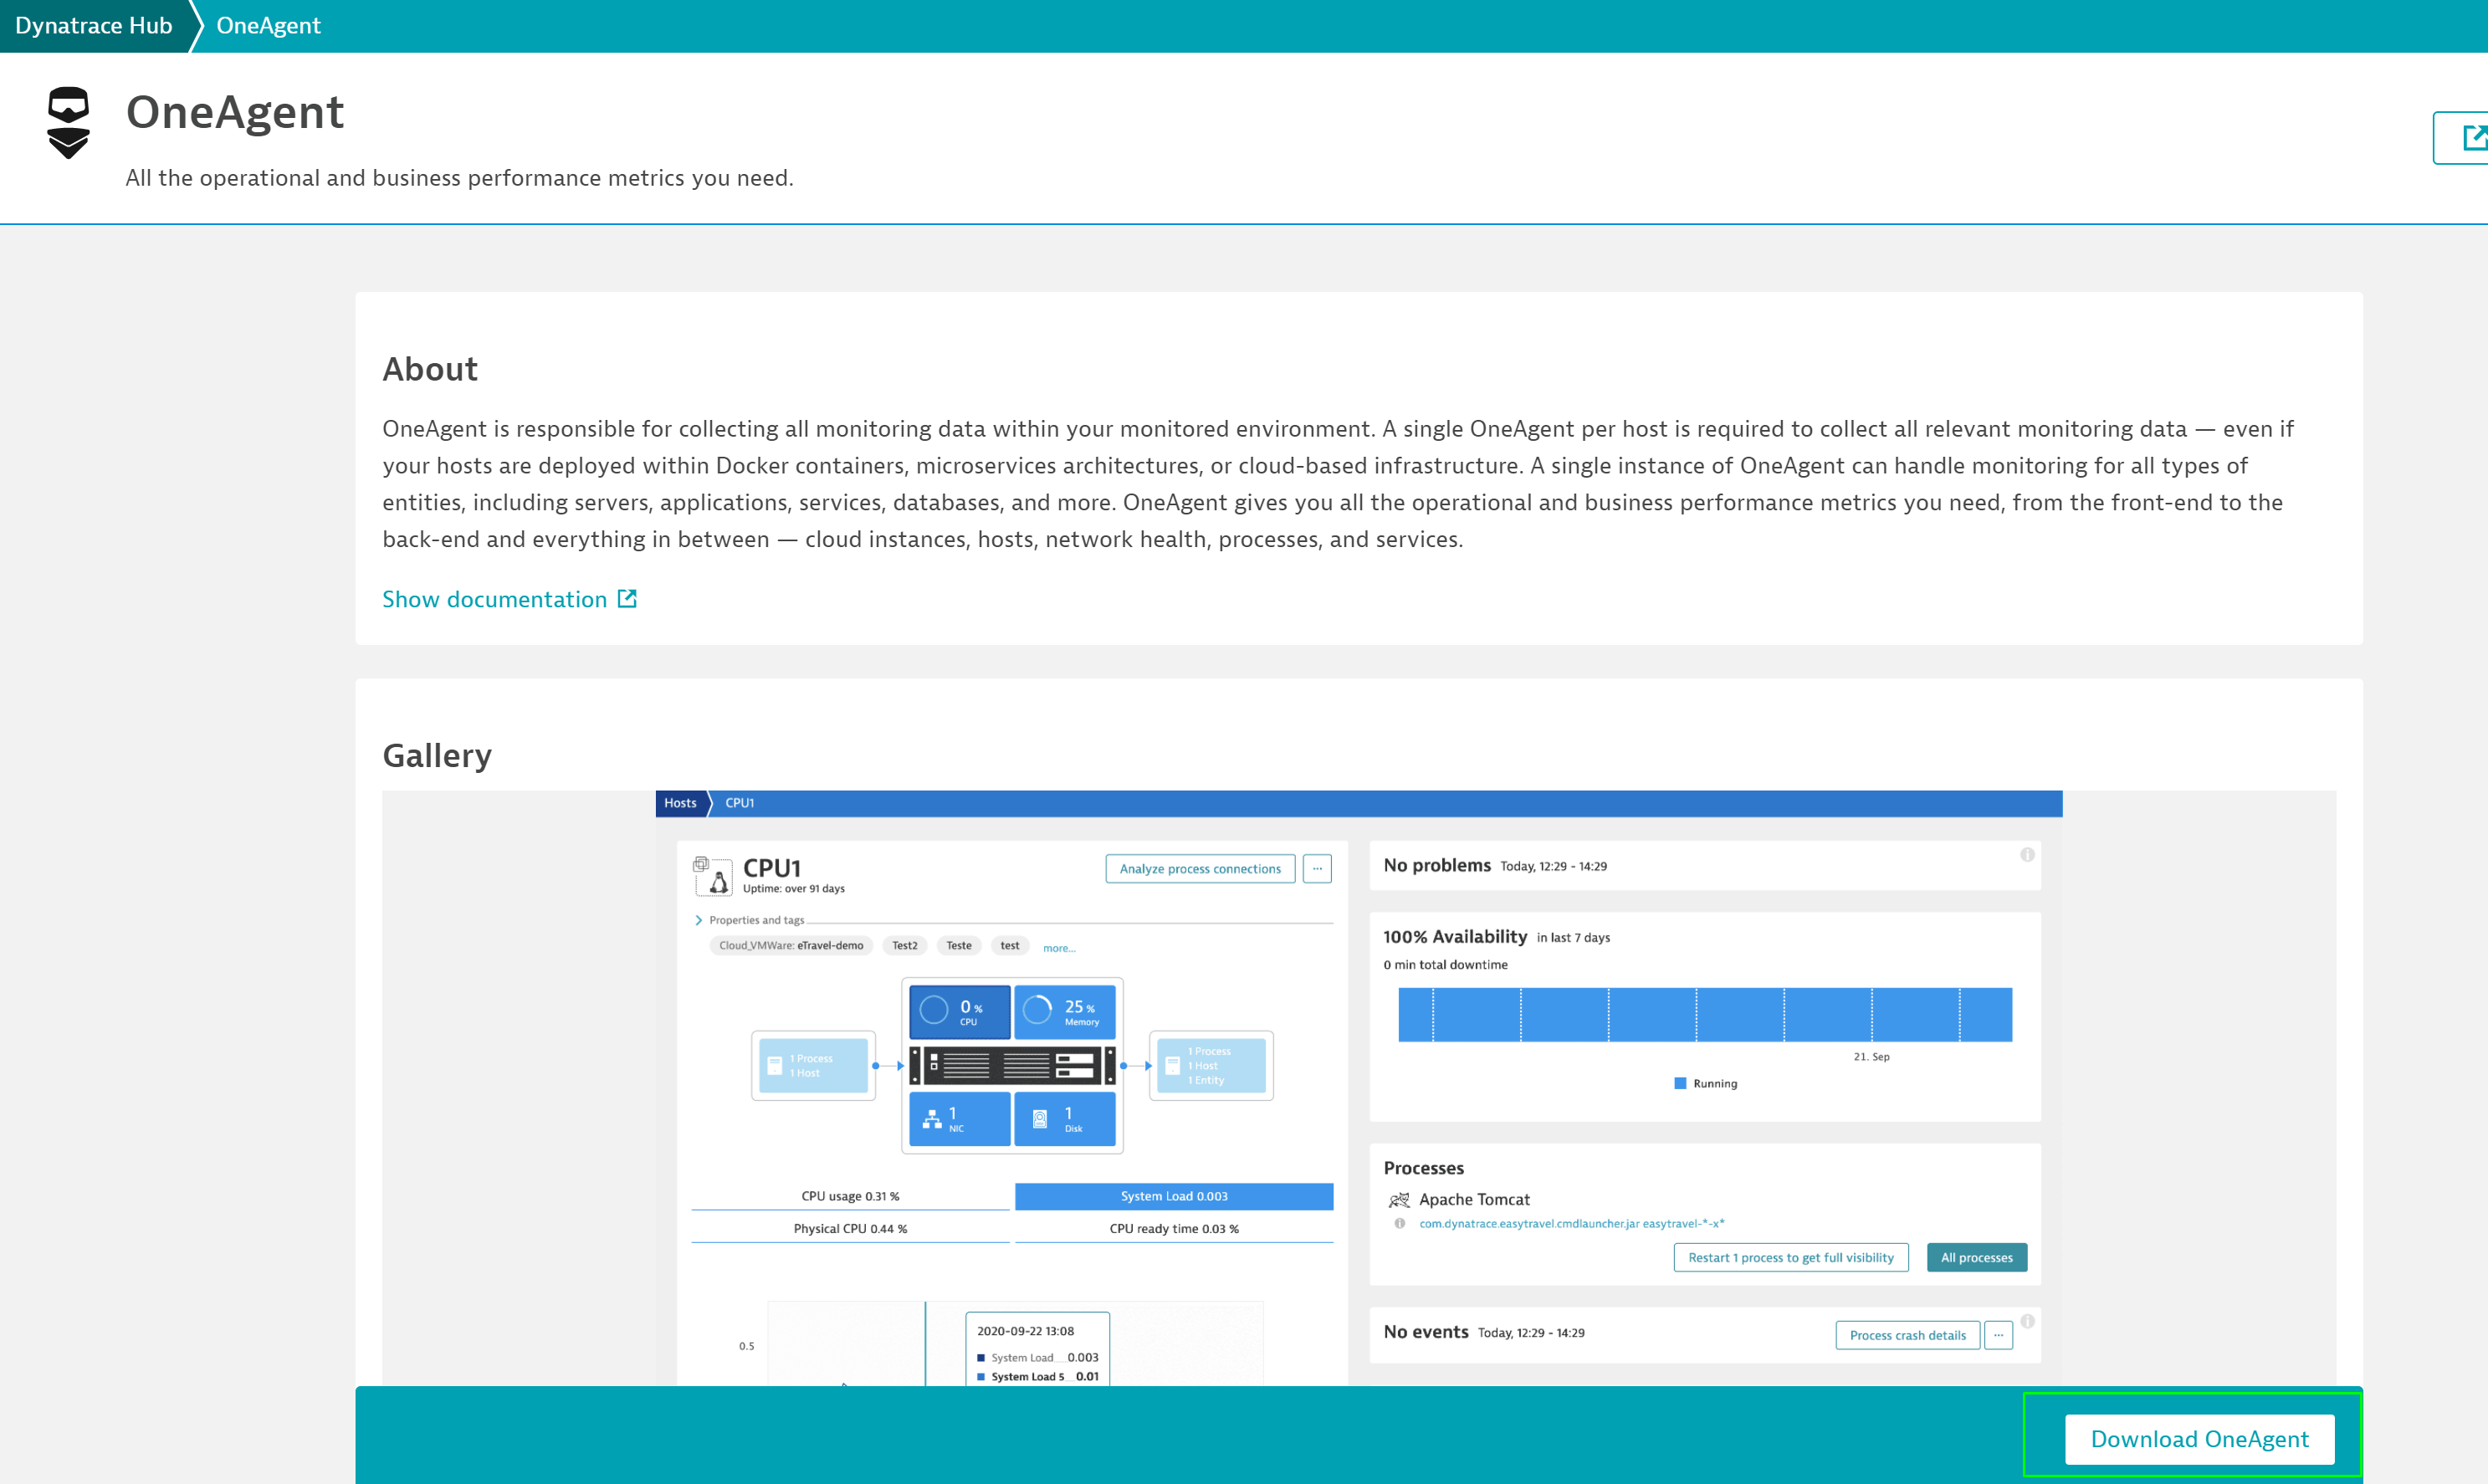 Dynatrace Hub
OneAgent
OneAgent
All the operational and business performance metrics you need.
About
OneAgent is responsible for collecting all monitoring data within your monitored environment. A single OneAgent per host is required to collect all relevant monitoring data — even if
your hosts are deployed within Docker containers, microservices architectures, or cloud-based infrastructure. A single instance of OneAgent can handle monitoring for all types of
entities, including servers, applications, services, databases, and more. OneAgent gives you all the operational and business performance metrics you need, from the front-end to the
back-end and everything in between — cloud instances, hosts, network health, processes, and services.
Show documentation
Gallery
Hosts
CPU1
CPU1
Uptime: over 91 days
Analyze process connections
...
Properties and tags
Cloud_VMWare: eTravel-demo
Test2
Teste
test
more...
0 %
CPU
25 %
Memory
1 Process
1 Host
1 Process
1 Host
1 Entity
1
NIC
1
Disk
CPU usage 0.31 %
System Load 0.003
Physical CPU 0.44 %
CPU ready time 0.03 %
0.5
2020-09-22 13:08
System Load 0.003
System Load 5 0.01
No problems Today, 12:29 - 14:29
100% Availability in last 7 days
0 min total downtime
21. Sep
Running
Processes
Apache Tomcat
com.dynatrace.easytravel.cmdlauncher.jar easytravel-*-x*
Restart 1 process to get full visibility
All processes
No events Today, 12:29 - 14:29
Process crash details
...
Download OneAgent